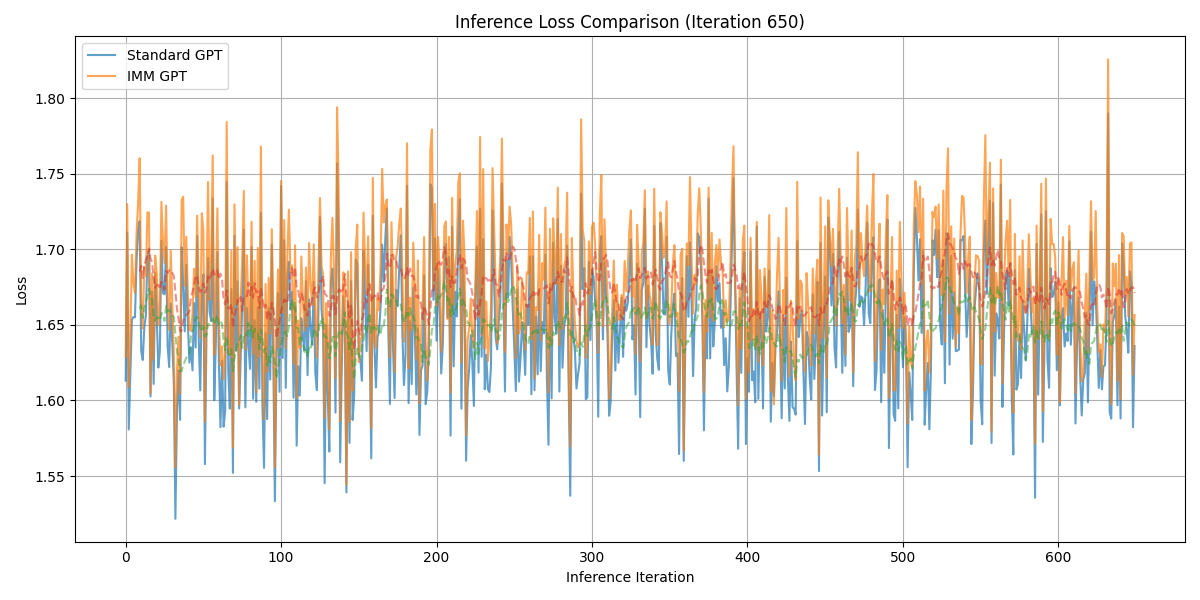 Inference Loss Comparison (Iteration 650)
Standard GPT
IMM GPT
Loss
1.80
1.75
1.70
1.65
1.60
1.55
0 100 200 300 400 500 600
Inference Iteration